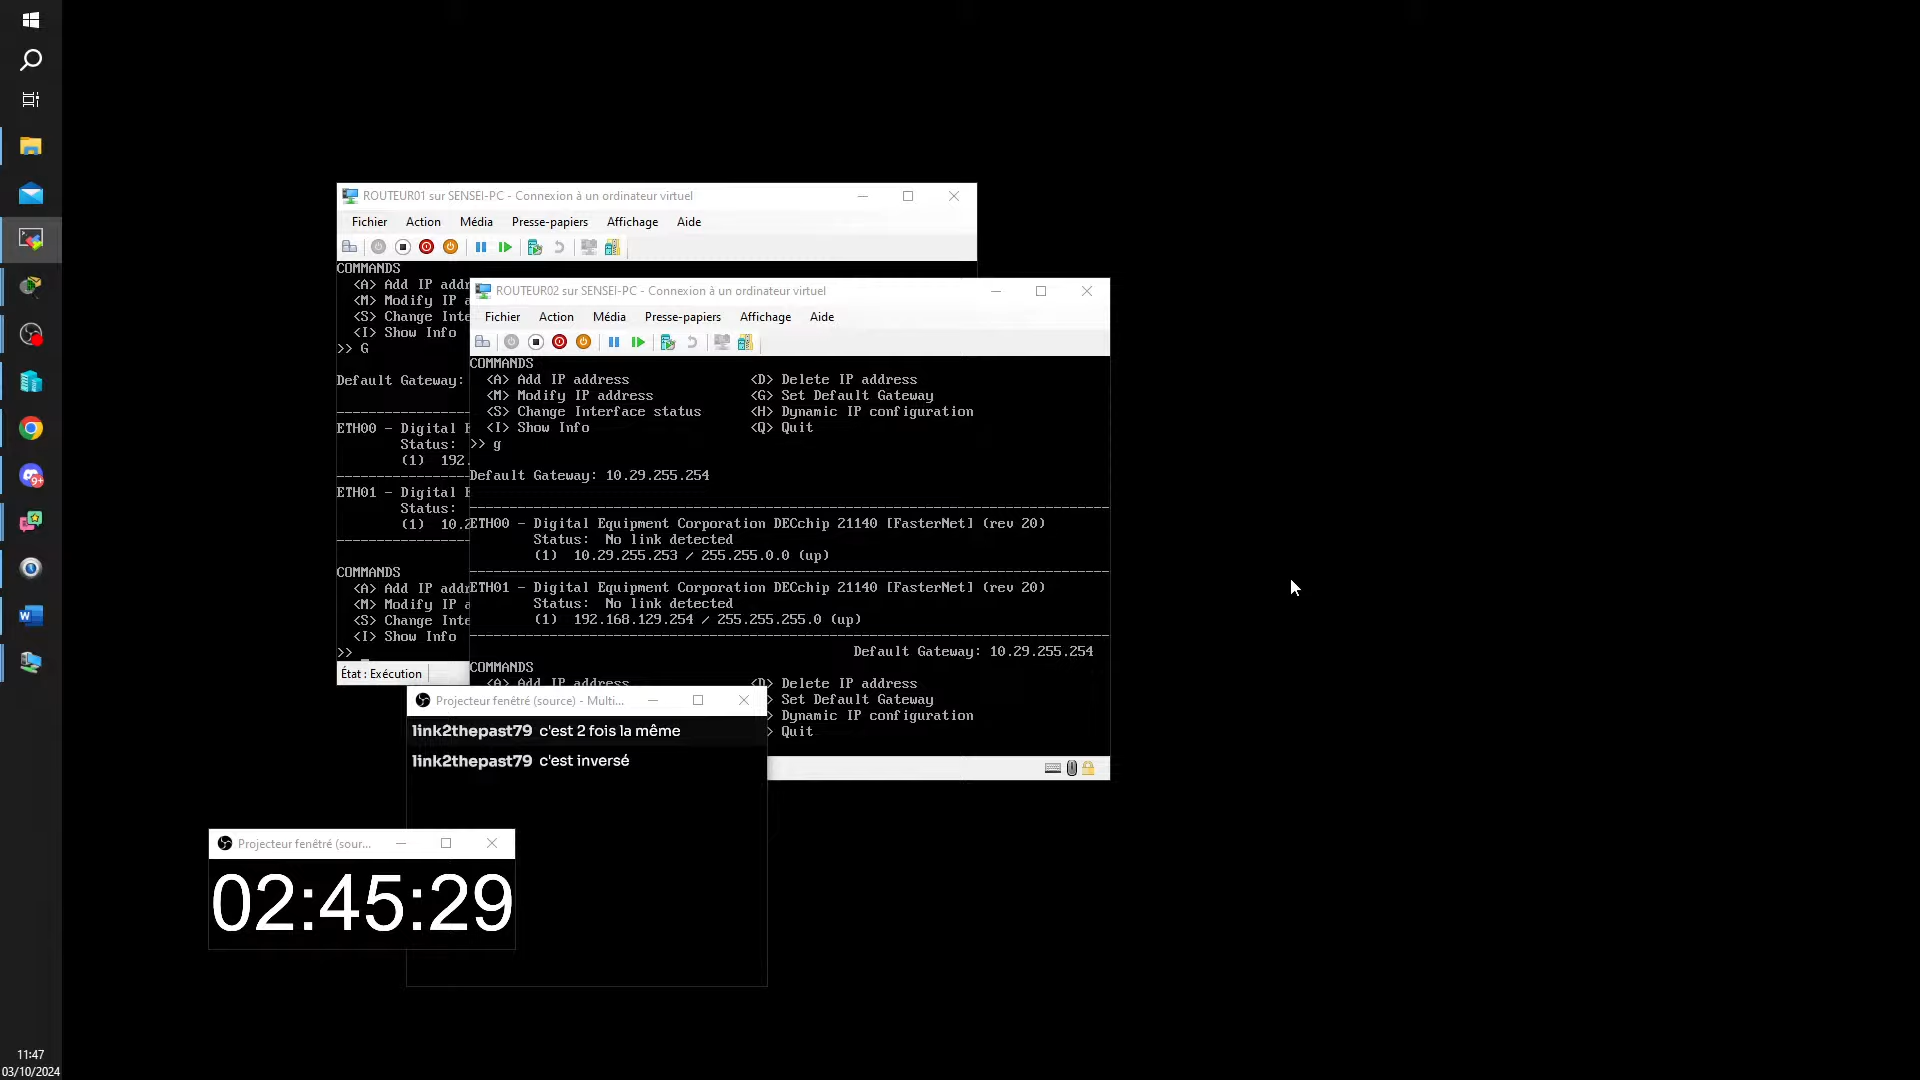 ROUTEUR01 sur SENSEI-PC - Connexion à un ordinateur virtuel
Fichier Action Média Presse-papiers Affichage Aide
COMMANDS
<A> Add IP addr
<M> Modify IP a
<S> Change Inte
<I> Show Info
>> G
Default Gateway:
ETH00 - Digital E
Status:
(1) 192.
ETH01 - Digital E
Status:
(1) 10.2
COMMANDS
<A> Add IP addr
<M> Modify IP a
<S> Change Inte
<I> Show Info
>> _
État : Exécution
ROUTEUR02 sur SENSEI-PC - Connexion à un ordinateur virtuel
Fichier Action Média Presse-papiers Affichage Aide
COMMANDS
<A> Add IP address <D> Delete IP address
<M> Modify IP address <G> Set Default Gateway
<S> Change Interface status <H> Dynamic IP configuration
<I> Show Info <Q> Quit
>> g
Default Gateway: 10.29.255.254
ETH00 - Digital Equipment Corporation DECchip 21140 [FasterNet] (rev 20)
Status: No link detected
(1) 10.29.255.253 / 255.255.0.0 (up)
ETH01 - Digital Equipment Corporation DECchip 21140 [FasterNet] (rev 20)
Status: No link detected
(1) 192.168.129.254 / 255.255.255.0 (up)
Default Gateway: 10.29.255.254
COMMANDS
<A> Add IP address <D> Delete IP address
> Set Default Gateway
> Dynamic IP configuration
> Quit
Projecteur fenêtré (source) - Multi...
link2thepast79 c'est 2 fois la même
link2thepast79 c'est inversé
Projecteur fenêtré (sour...
02:45:29
9+
W
11:47
03/10/2024